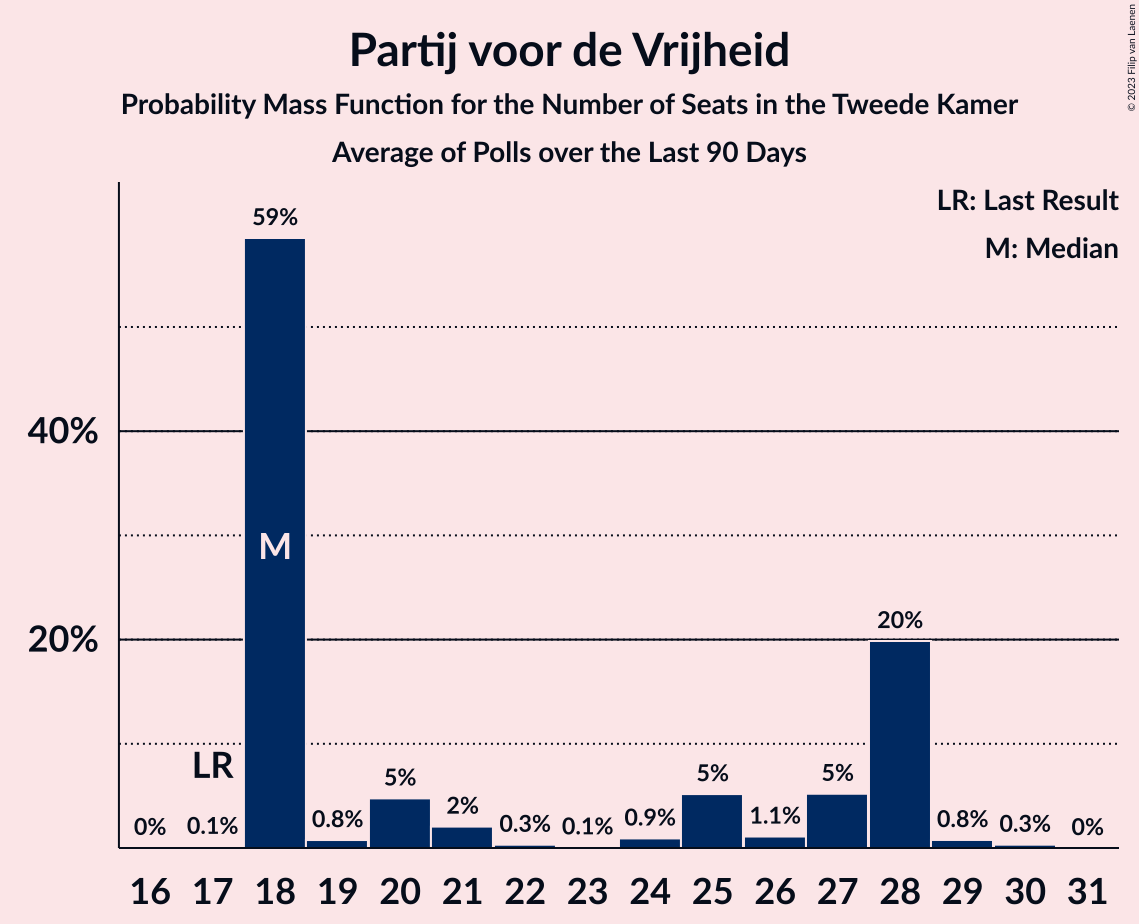 Partij voor de Vrijheid
Probability Mass Function for the Number of Seats in the Tweede Kamer
Average of Polls over the Last 90 Days
© 2023 Filip van Laenen
LR: Last Result
M: Median
59%
40%
M
20%
20%
LR
0%
0.1%
0.8%
5%
2%
0.3%
0.1%
0.9%
5%
1.1%
5%
0.8%
0.3%
0%
16 17 18 19 20 21 22 23 24 25 26 27 28 29 30 31